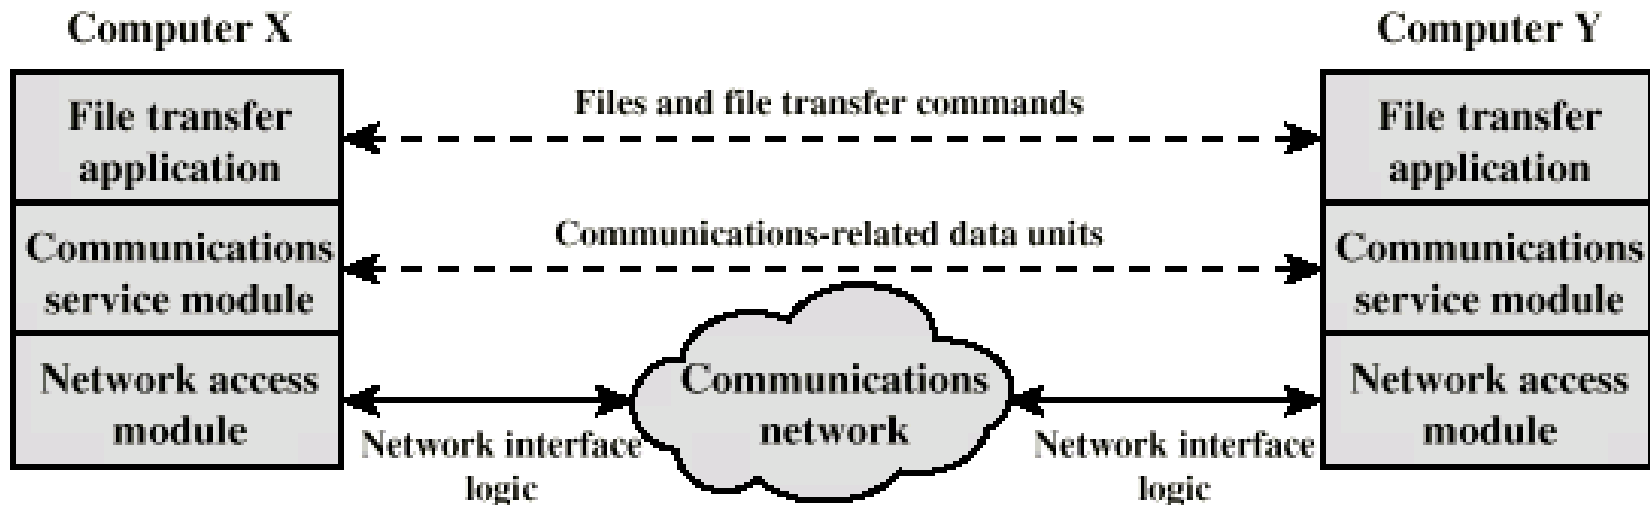 Computer X
Computer Y
File transfer
application
Files and file transfer commands
File transfer
application
Communications
service module
Communications-related data units
Communications
service module
Network access
module
Network interface
logic
Communications
network
Network interface
logic
Network access
module